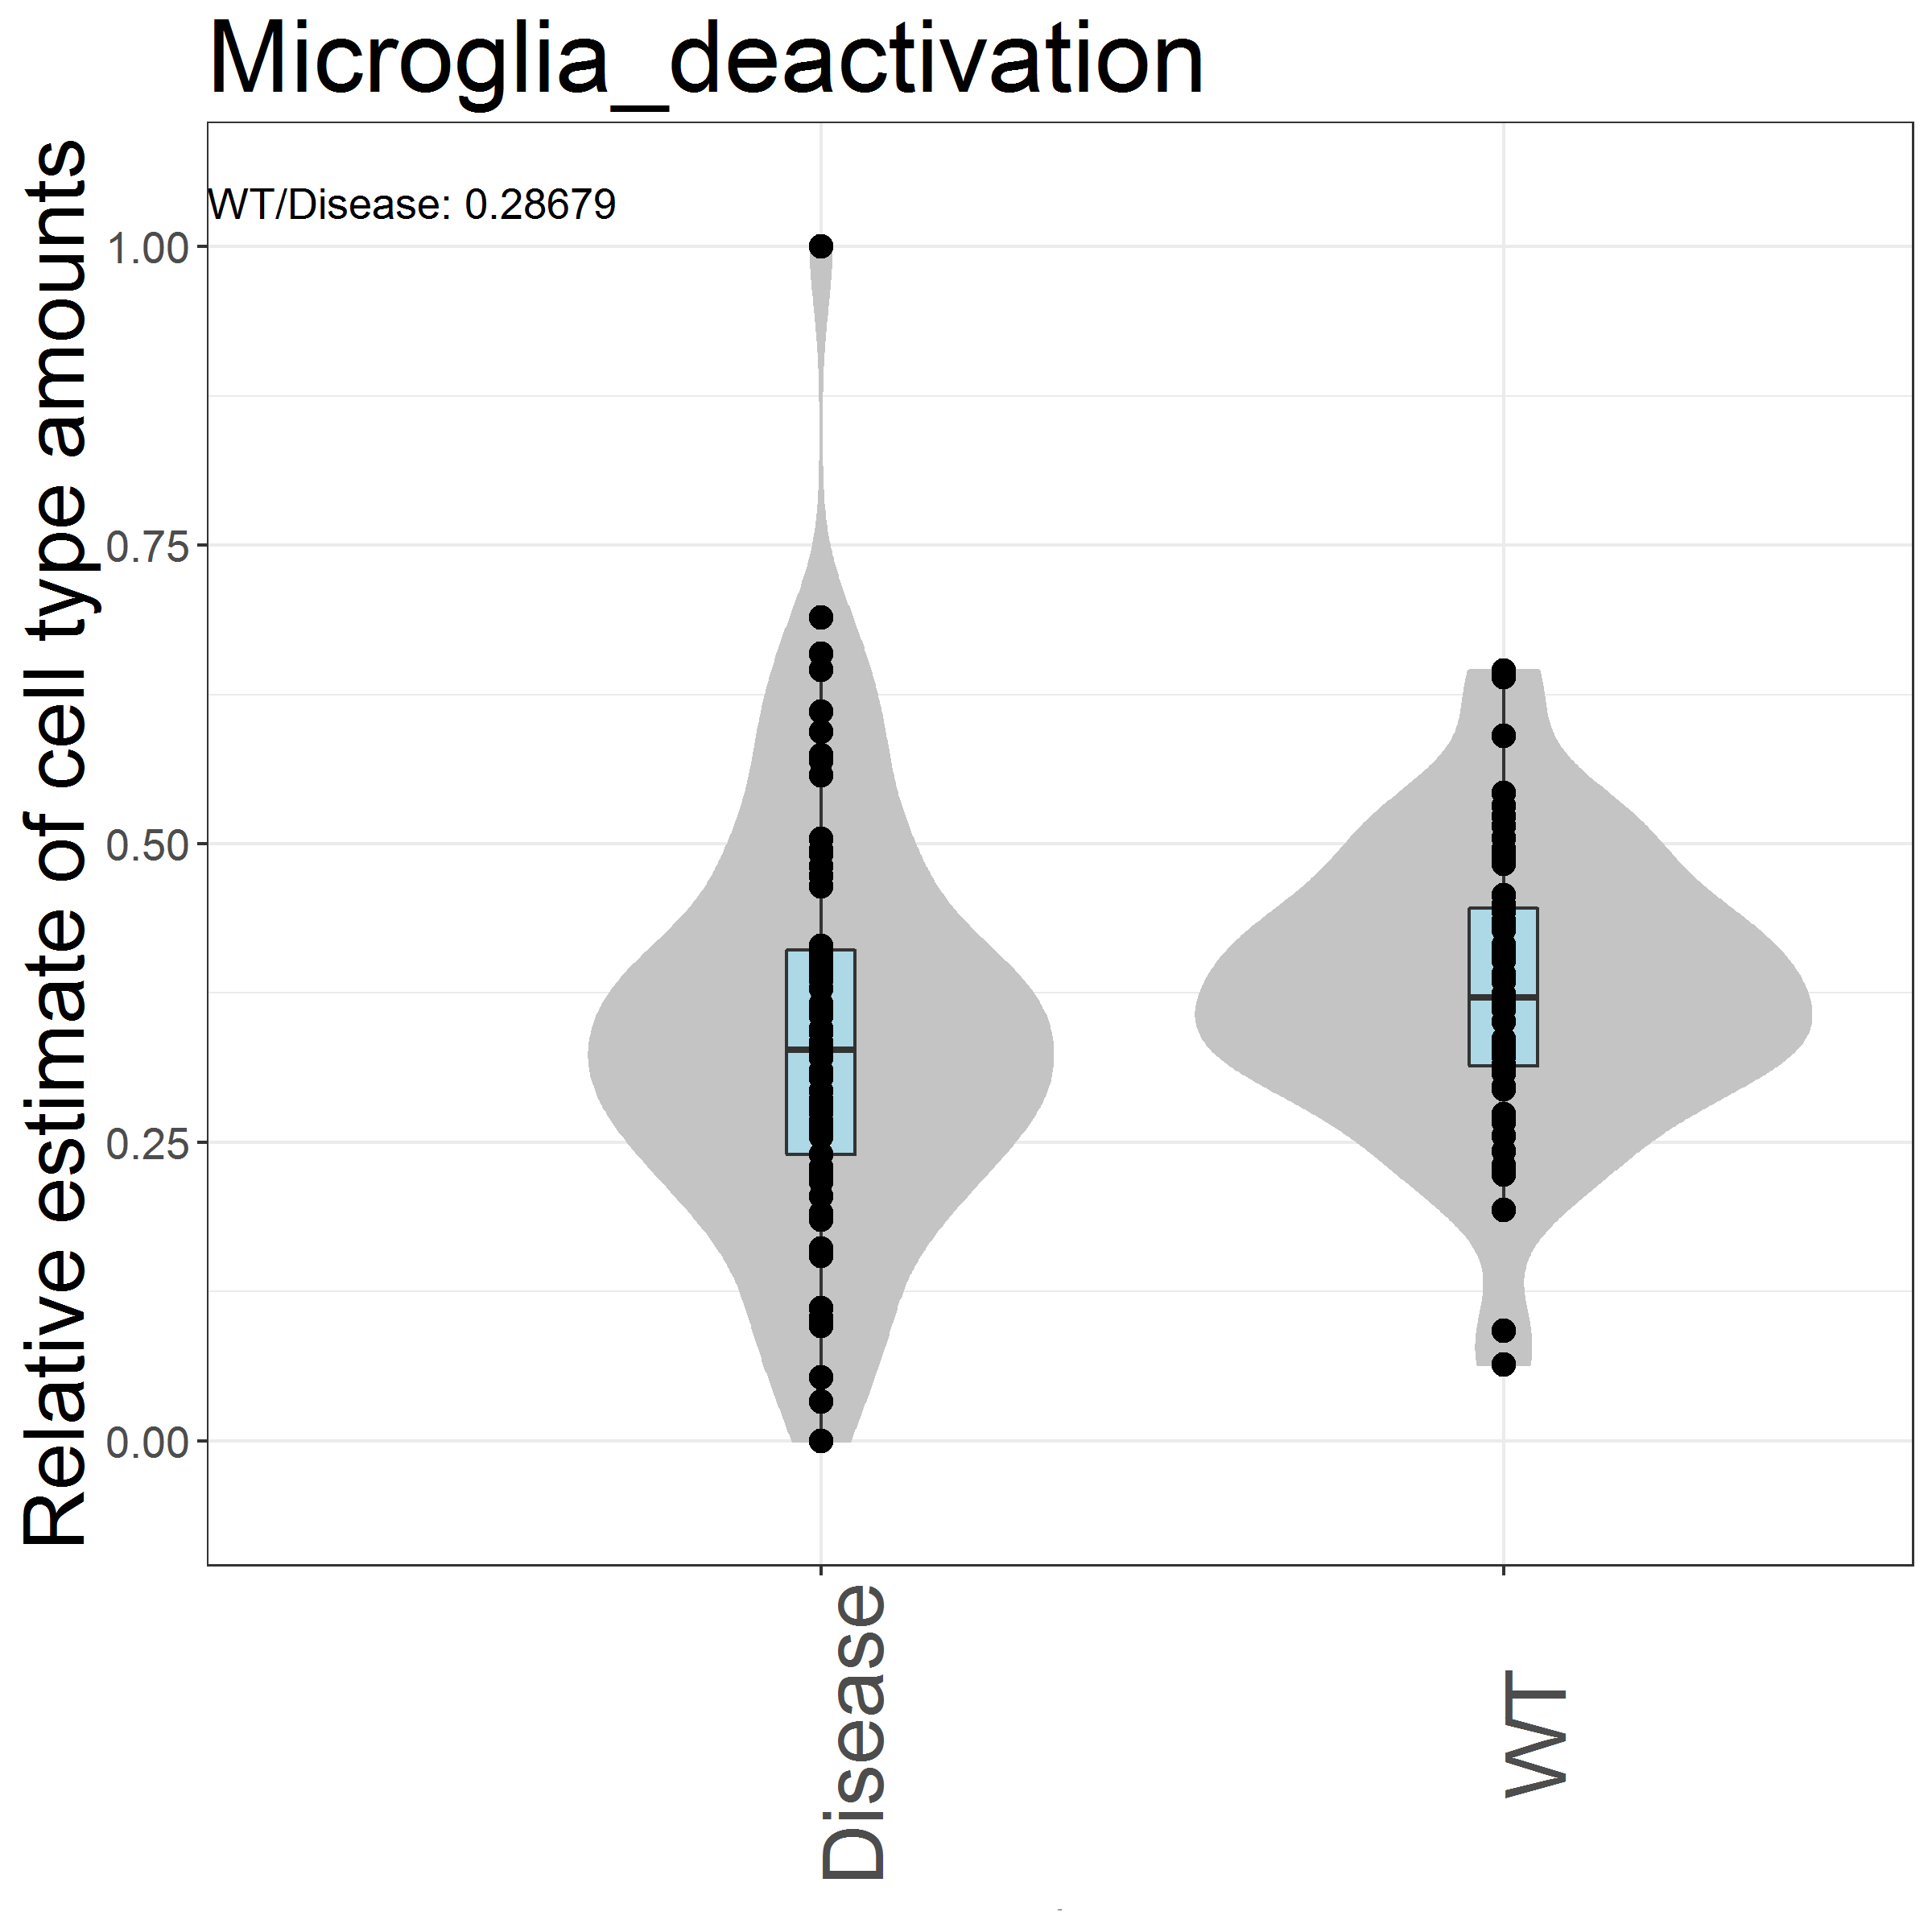 Microglia_deactivation
Relative estimate of cell type amounts
WT/Disease: 0.28679
1.00
0.75
0.50
0.25
0.00
Disease
WT